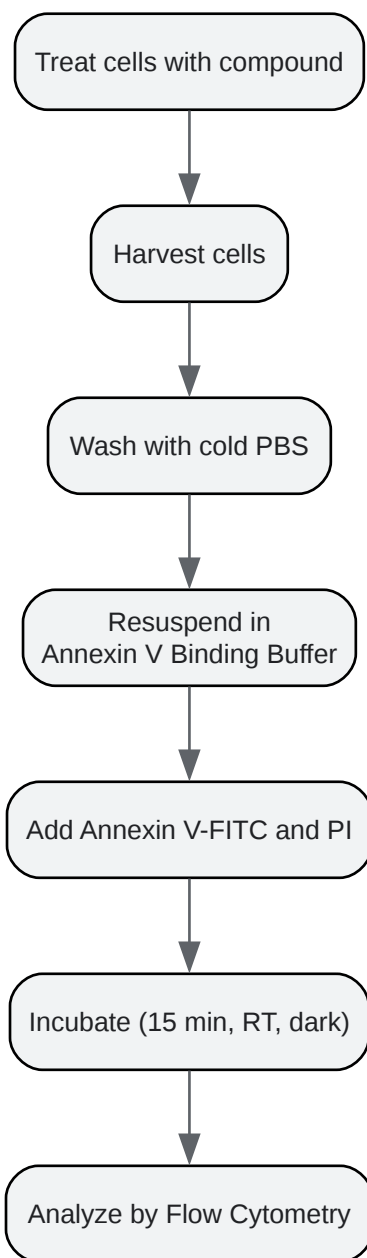 Treat cells with compound
Harvest cells
Wash with cold PBS
Resuspend in
Annexin V Binding Buffer
Add Annexin V-FITC and PI
Incubate (15 min, RT, dark)
Analyze by Flow Cytometry